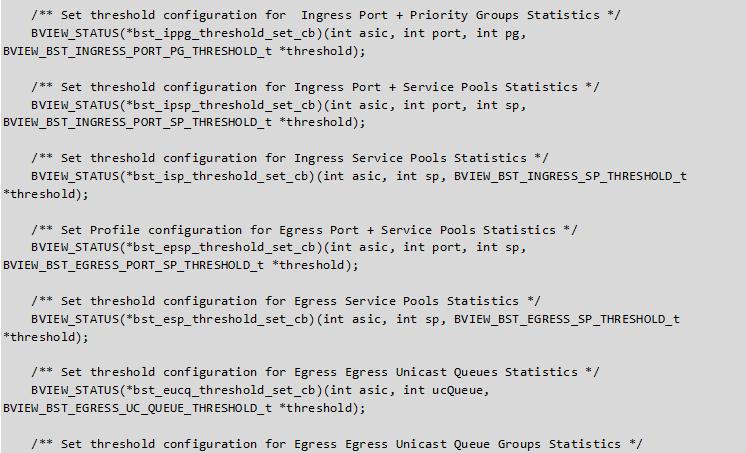 /** Set threshold configuration for  Ingress Port + Priority Groups Statistics */
BVIEW_STATUS(*bst_ippg_threshold_set_cb)(int asic, int port, int pg,
BVIEW_BST_INGRESS_PORT_PG_THRESHOLD_t *threshold);
/** Set threshold configuration for Ingress Port + Service Pools Statistics */
BVIEW_STATUS(*bst_ipsp_threshold_set_cb)(int asic, int port, int sp,
BVIEW_BST_INGRESS_PORT_SP_THRESHOLD_t *threshold);
/** Set threshold configuration for Ingress Service Pools Statistics */
BVIEW_STATUS(*bst_isp_threshold_set_cb)(int asic, int sp, BVIEW_BST_INGRESS_SP_THRESHOLD_t
*threshold);
/** Set Profile configuration for Egress Port + Service Pools Statistics */
BVIEW_STATUS(*bst_epsp_threshold_set_cb)(int asic, int port, int sp,
BVIEW_BST_EGRESS_PORT_SP_THRESHOLD_t *threshold);
/** Set threshold configuration for Egress Service Pools Statistics */
BVIEW_STATUS(*bst_esp_threshold_set_cb)(int asic, int sp, BVIEW_BST_EGRESS_SP_THRESHOLD_t
*threshold);
/** Set threshold configuration for Egress Egress Unicast Queues Statistics */
BVIEW_STATUS(*bst_eucq_threshold_set_cb)(int asic, int ucQueue,
BVIEW_BST_EGRESS_UC_QUEUE_THRESHOLD_t *threshold);
/** Set threshold configuration for Egress Egress Unicast Queue Groups Statistics */